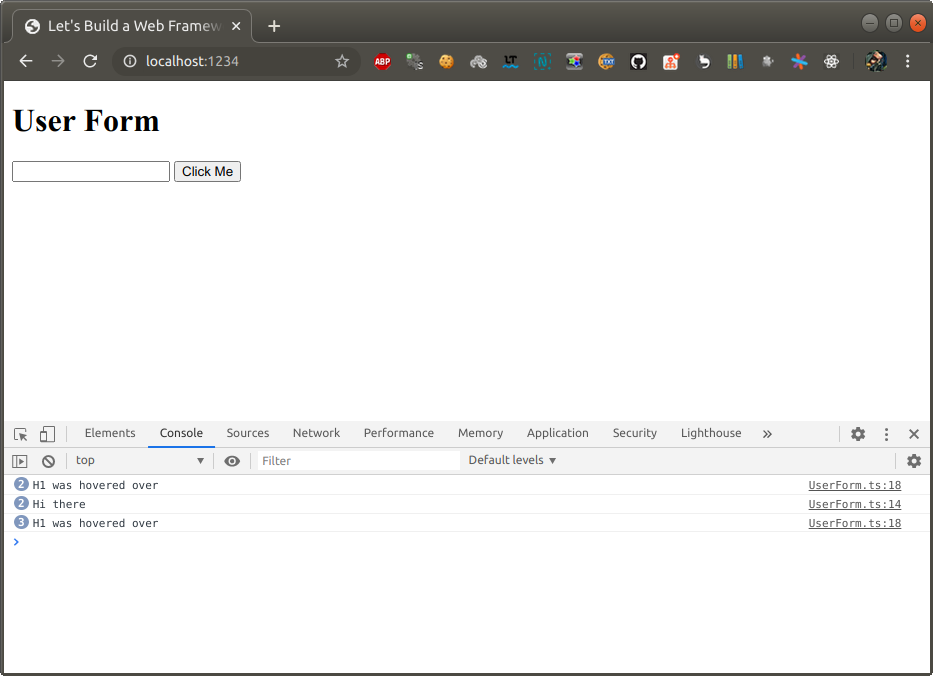 Let's Build a Web Framew
localhost:1234
ABP
User Form
Click Me
Elements Console Sources Network Performance Memory Application Security Lighthouse
top Filter Default levels
2 H1 was hovered over UserForm.ts:18
2 Hi there UserForm.ts:14
3 H1 was hovered over UserForm.ts:18